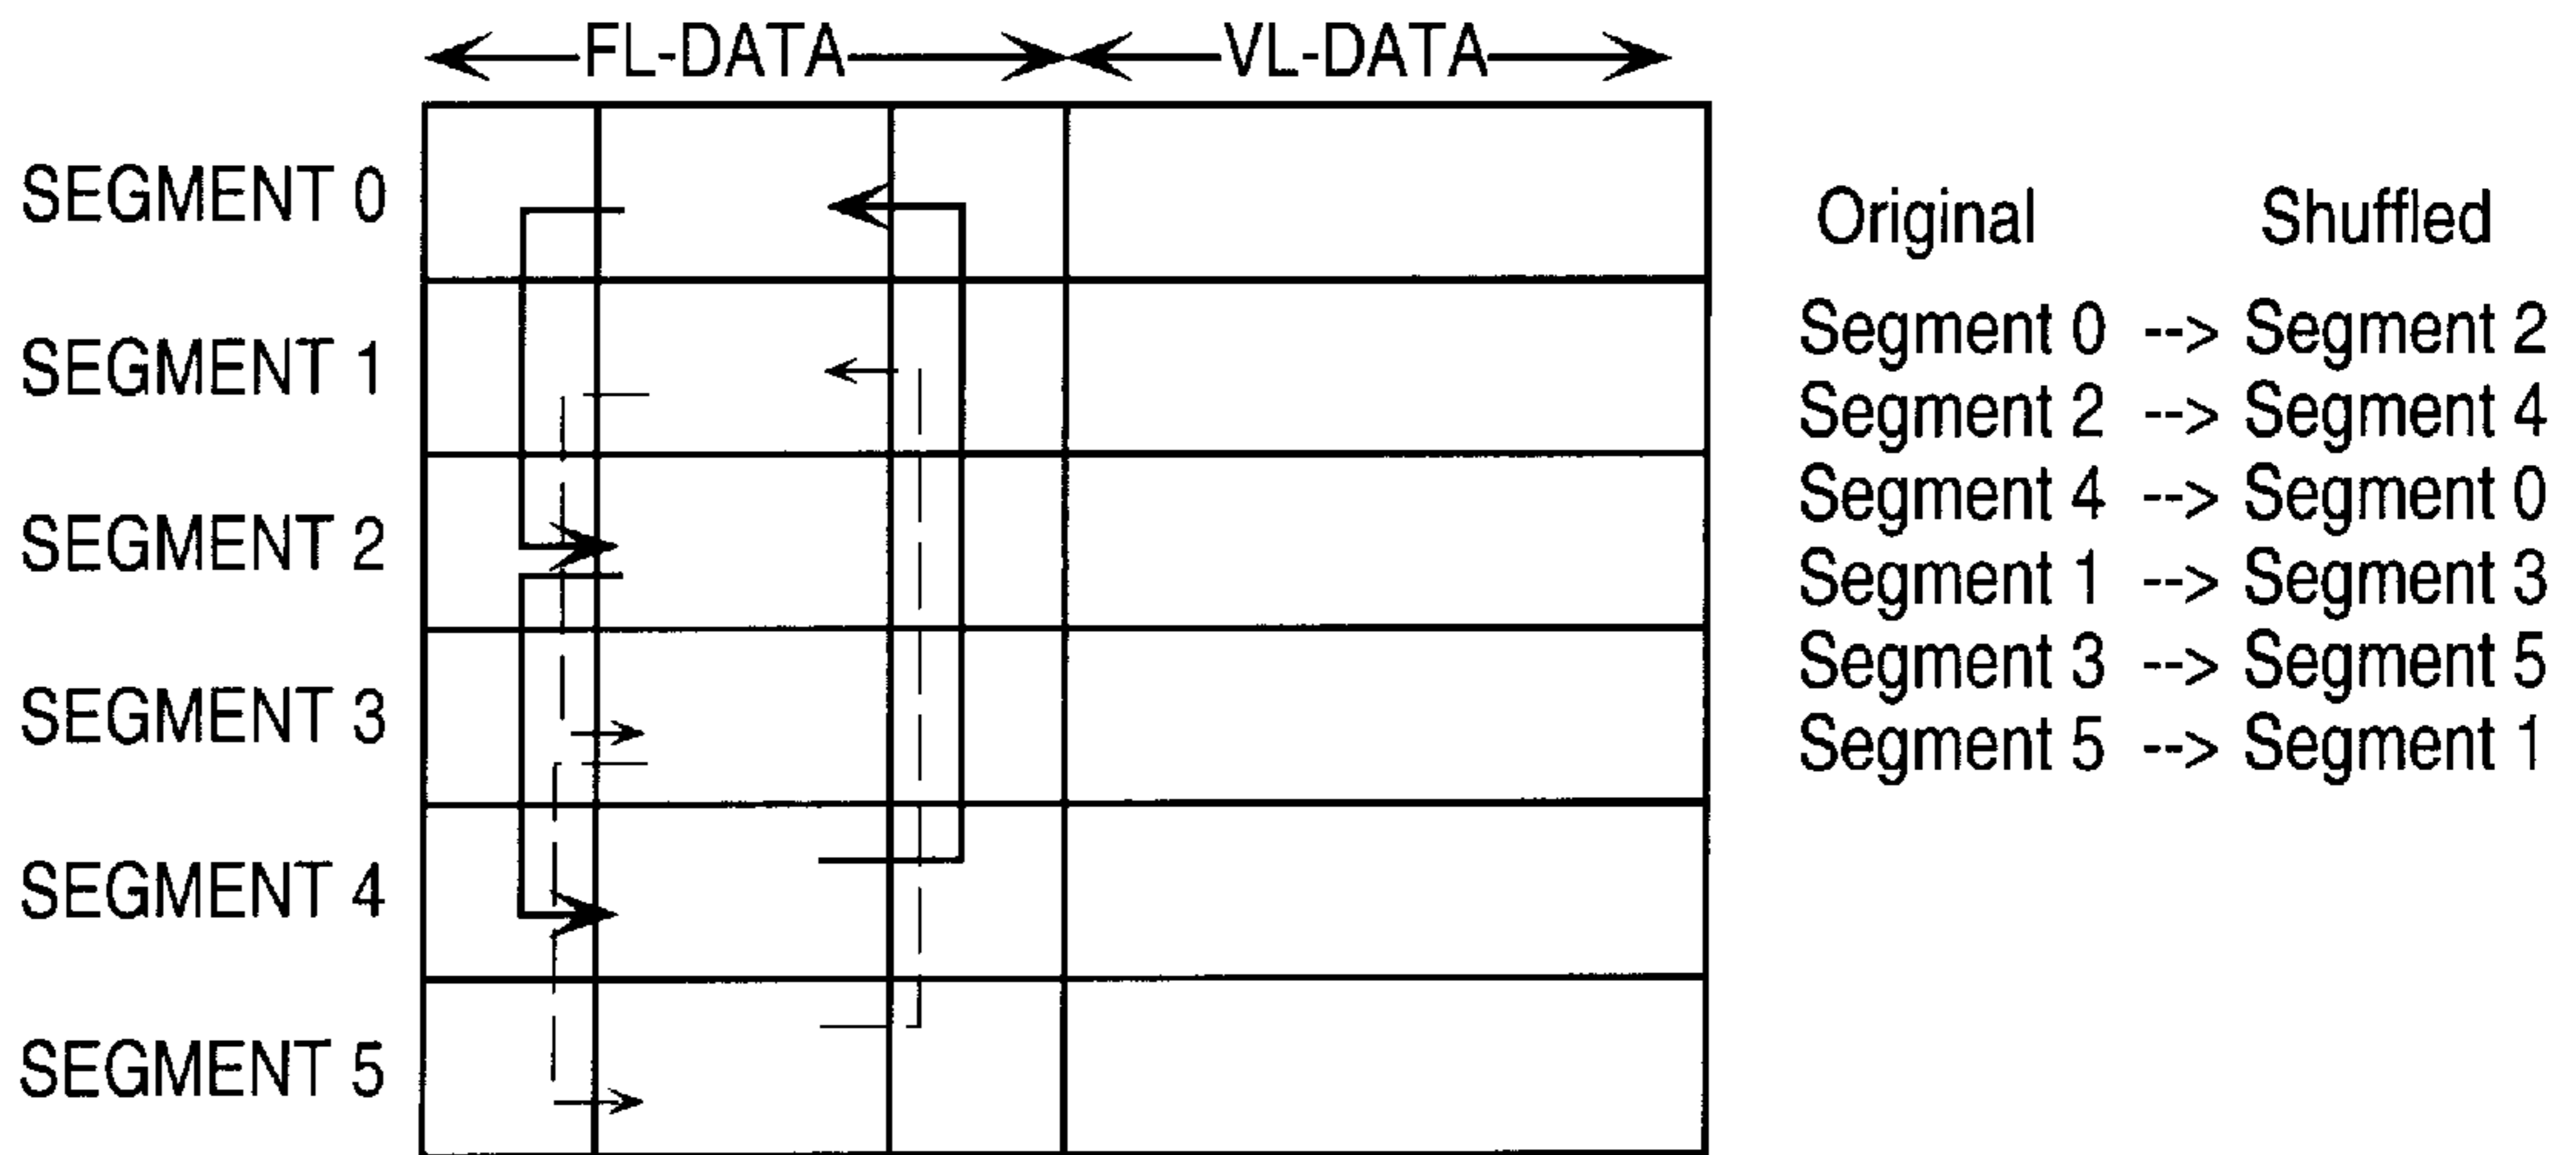 FL-DATA VL-DATA
SEGMENT 0
SEGMENT 1
SEGMENT 2
SEGMENT 3
SEGMENT 4
SEGMENT 5
Original Shuffled
Segment 0 --> Segment 2
Segment 2 --> Segment 4
Segment 4 --> Segment 0
Segment 1 --> Segment 3
Segment 3 --> Segment 5
Segment 5 --> Segment 1